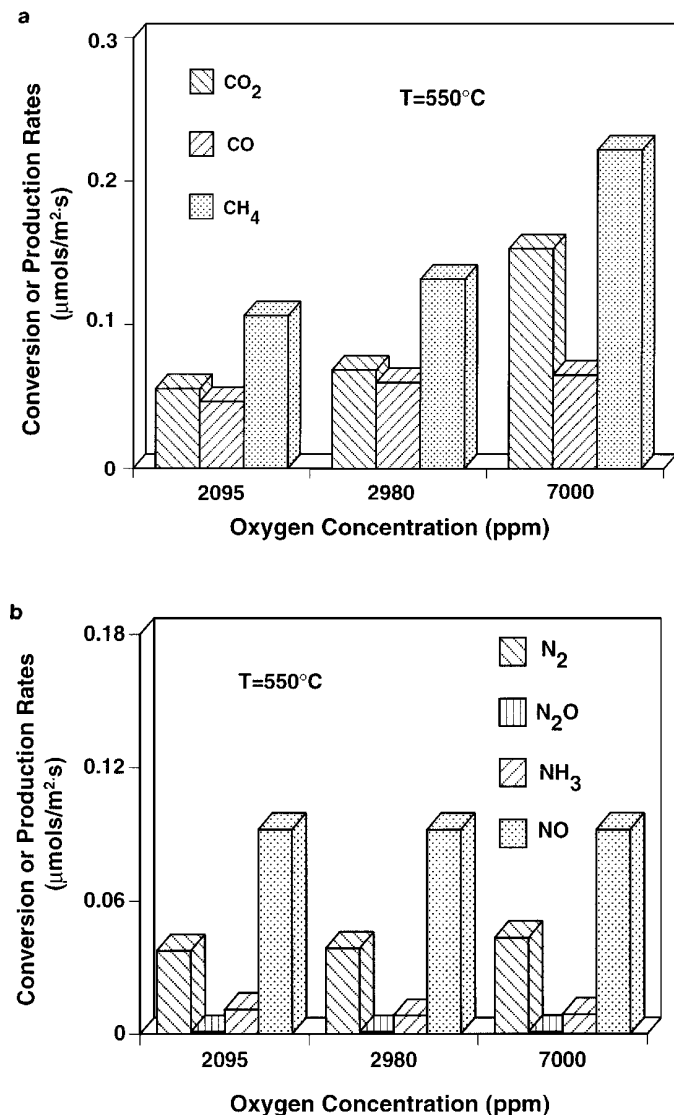 a
0.3
0.2
0.1
0
Conversion or Production Rates
(μmols/m²·s)
CO₂
CO
CH₄
T=550°C
2095
2980
7000
Oxygen Concentration (ppm)
b
0.18
0.12
0.06
0
Conversion or Production Rates
(μmols/m²·s)
T=550°C
N₂
N₂O
NH₃
NO
2095
2980
7000
Oxygen Concentration (ppm)